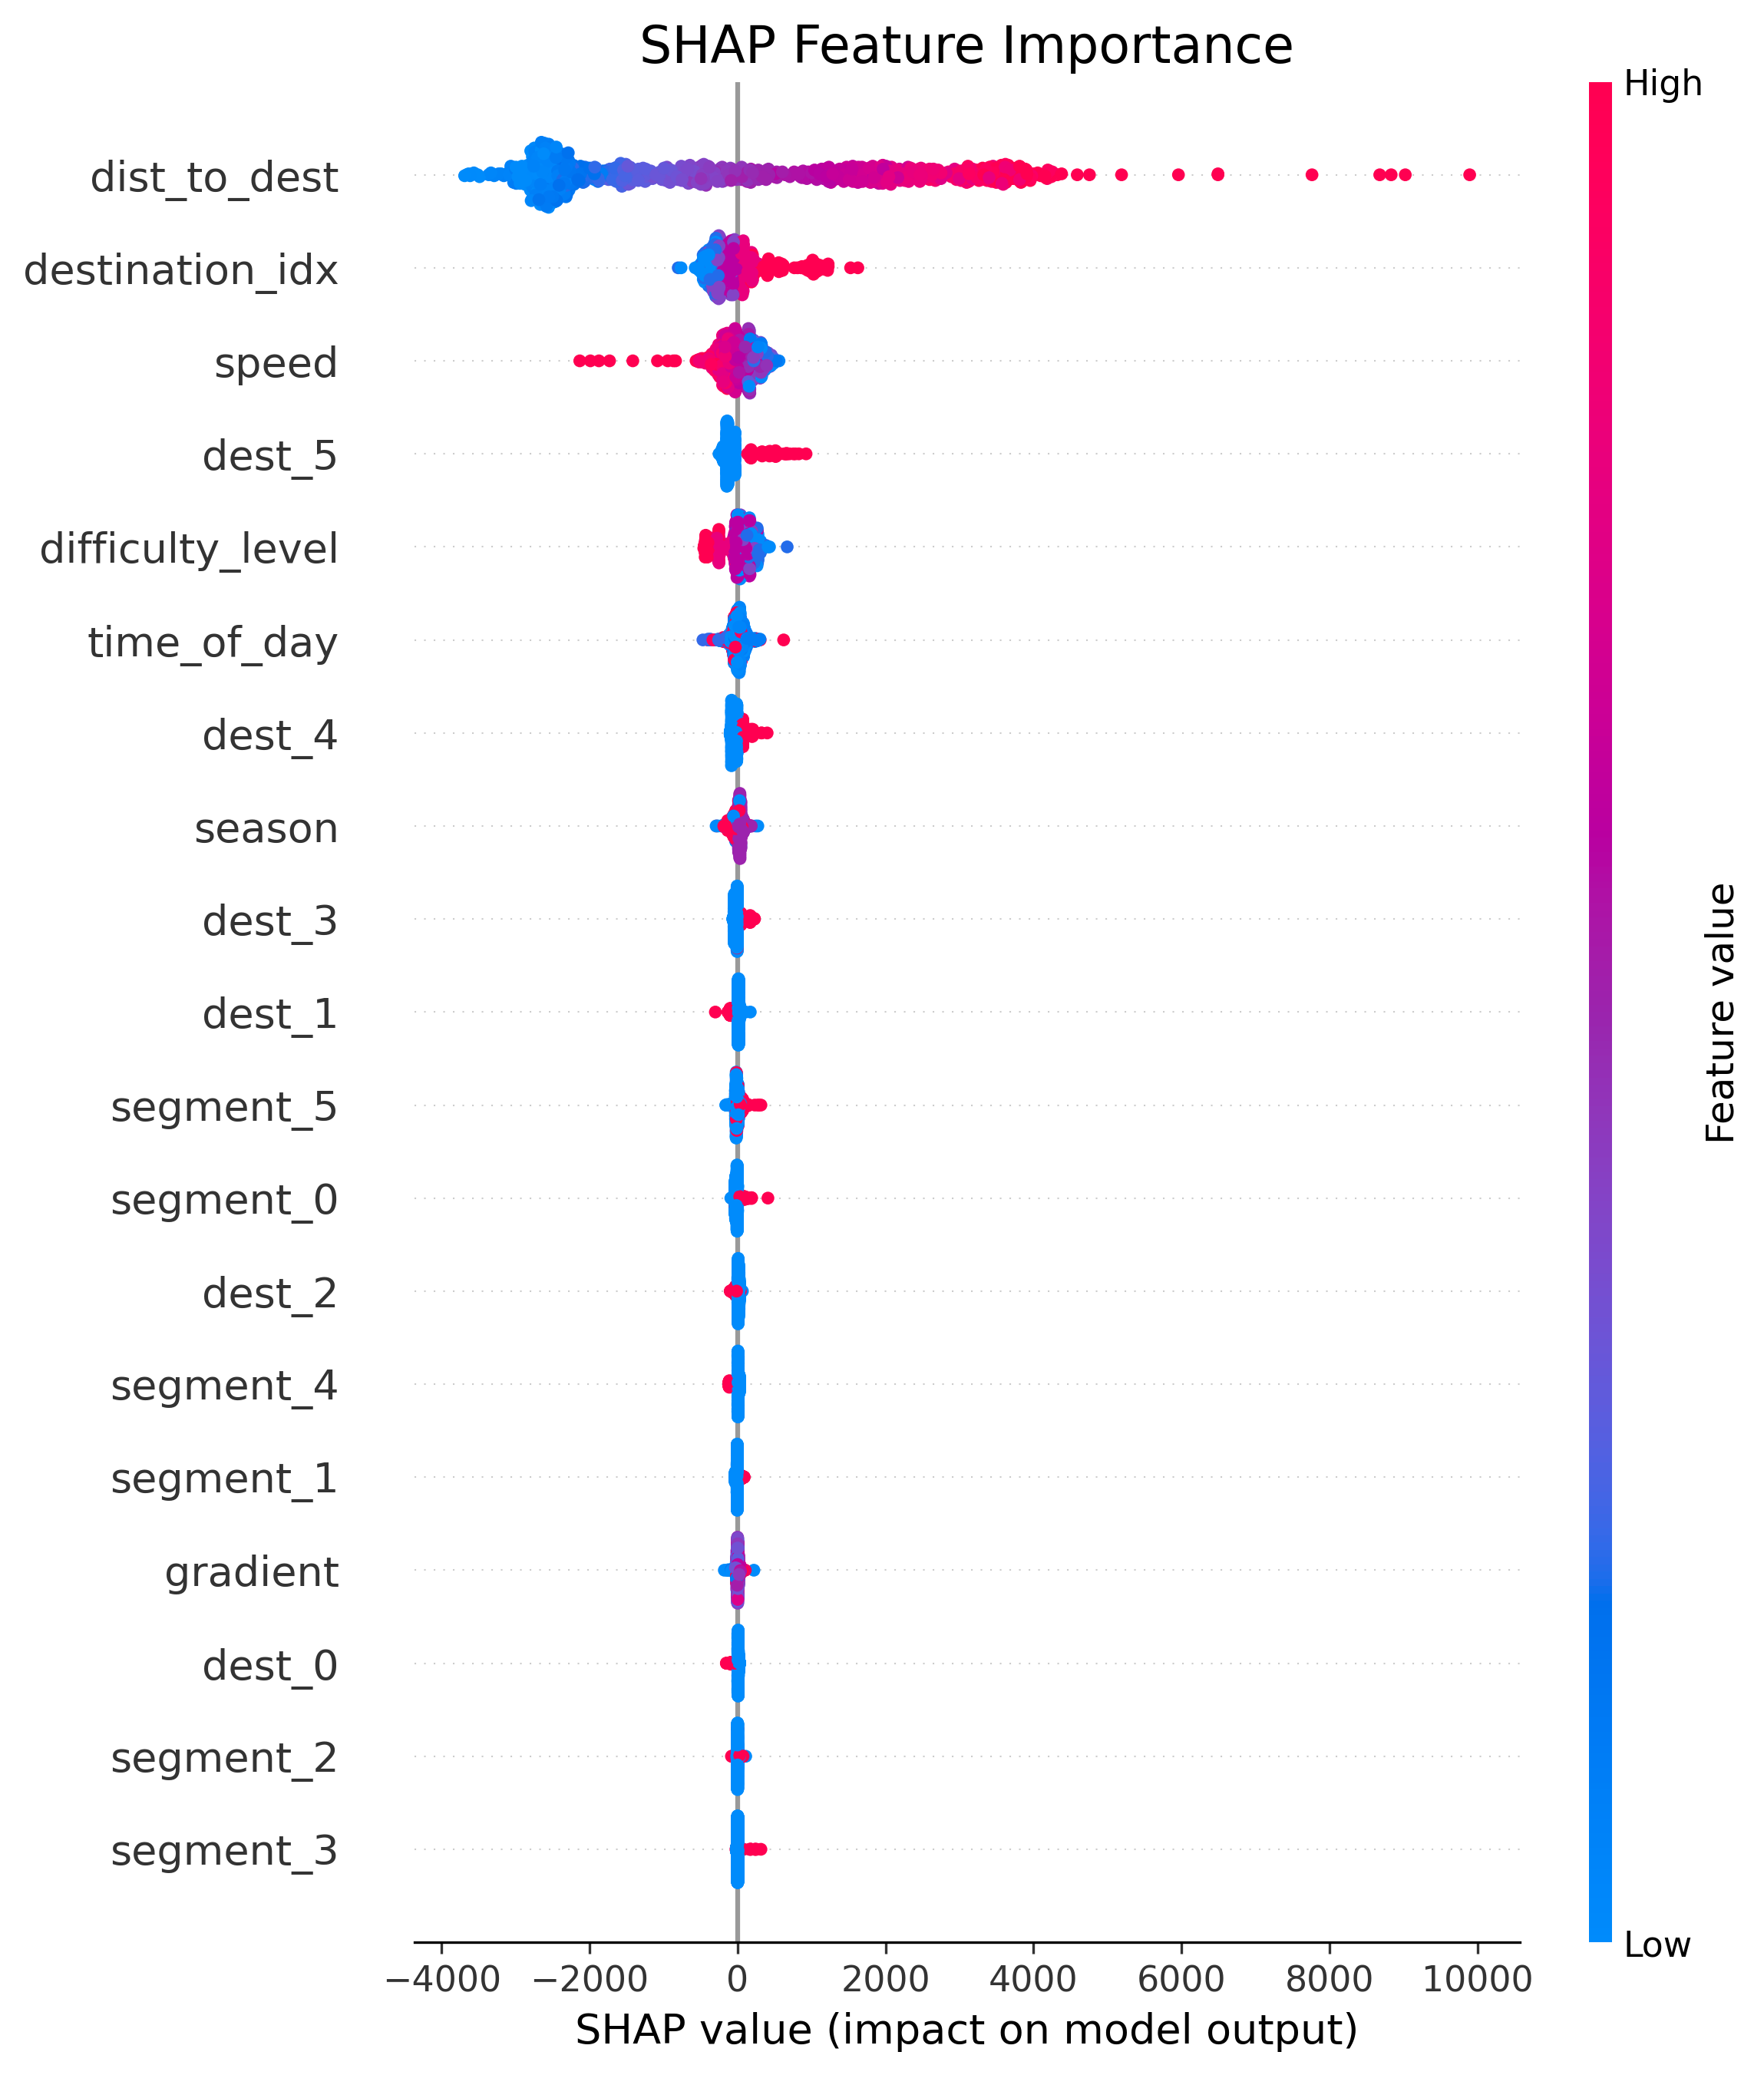 SHAP Feature Importance
High
dist_to_dest
destination_idx
speed
dest_5
difficulty_level
time_of_day
dest_4
season
dest_3
dest_1
segment_5
segment_0
dest_2
segment_4
segment_1
gradient
dest_0
segment_2
segment_3
Feature value
Low
−4000 −2000 0 2000 4000 6000 8000 10000
SHAP value (impact on model output)